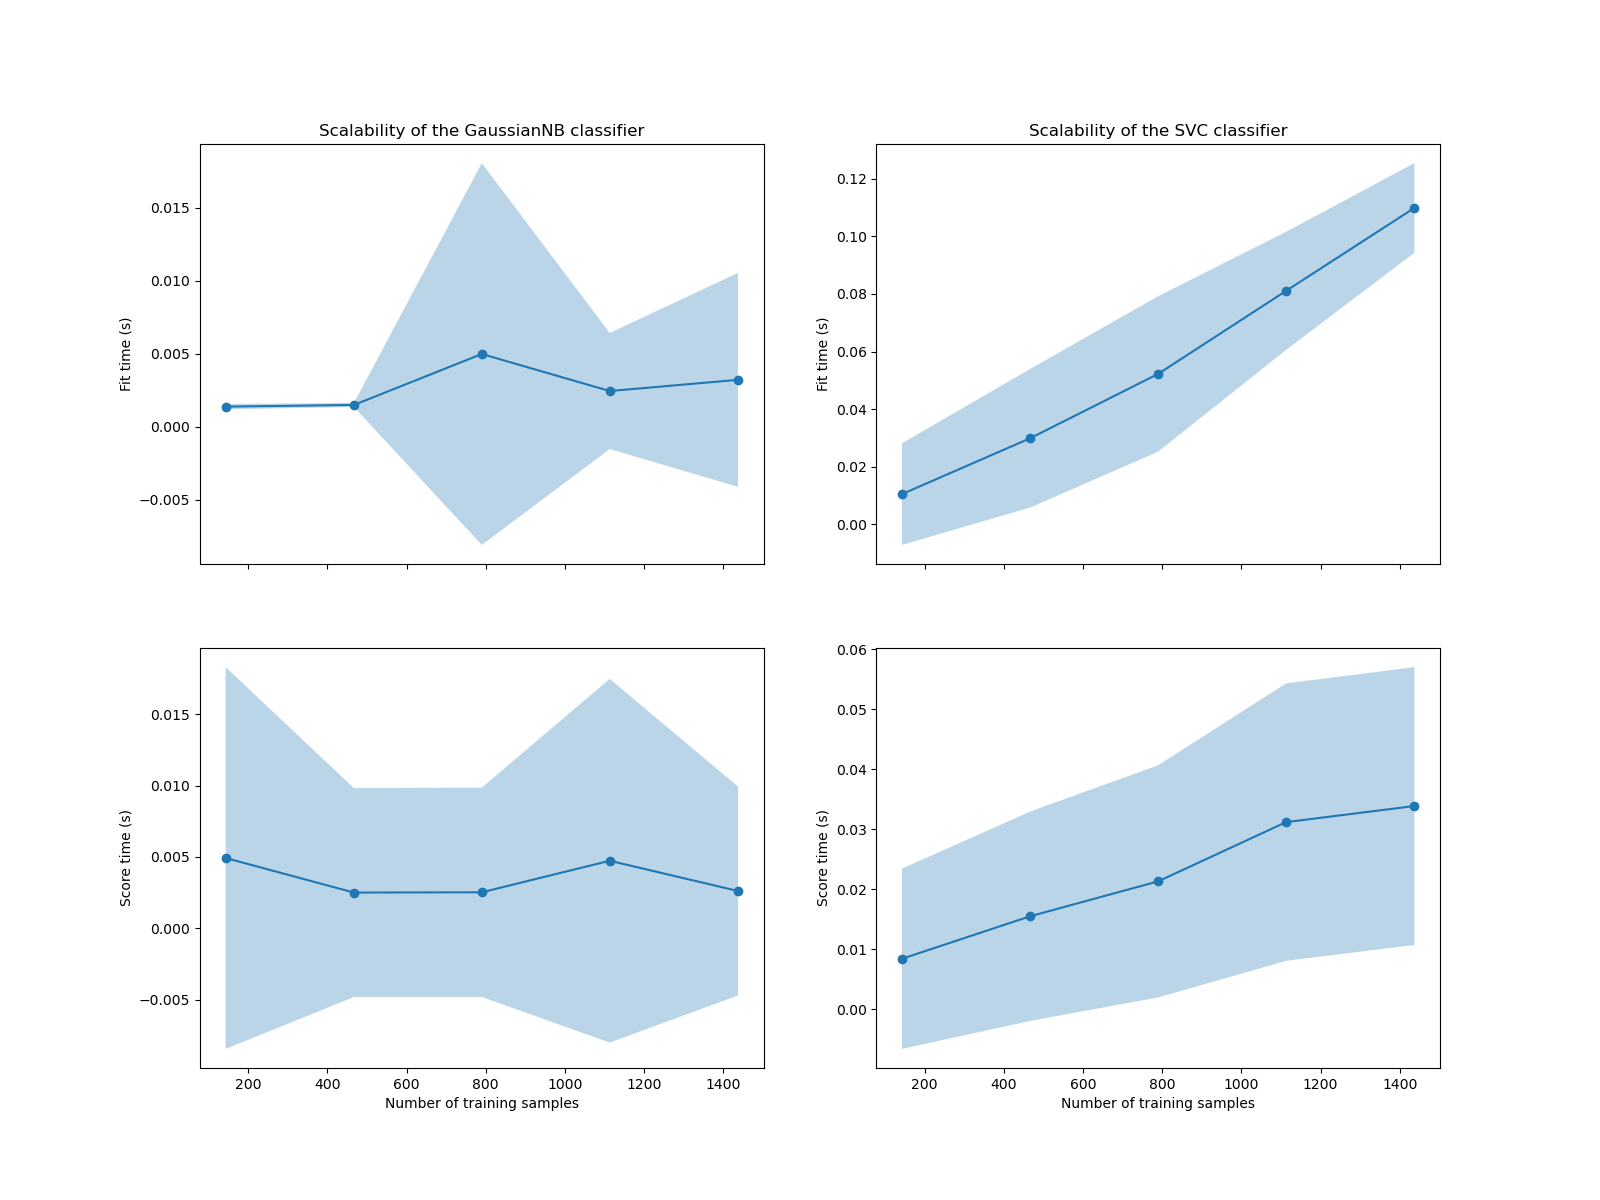 Scalability of the GaussianNB classifier
Fit time (s)
0.015
0.010
0.005
0.000
−0.005
Scalability of the SVC classifier
Fit time (s)
0.12
0.10
0.08
0.06
0.04
0.02
0.00
Score time (s)
0.015
0.010
0.005
0.000
−0.005
200 400 600 800 1000 1200 1400
Number of training samples
Score time (s)
0.06
0.05
0.04
0.03
0.02
0.01
0.00
200 400 600 800 1000 1200 1400
Number of training samples